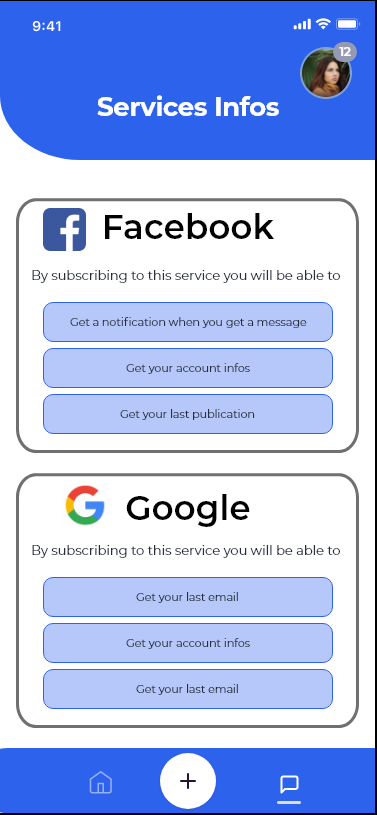 9:41
12
Services Infos
Facebook
By subscribing to this service you will be able to
Get a notification when you get a message
Get your account infos
Get your last publication
Google
By subscribing to this service you will be able to
Get your last email
Get your account infos
Get your last email